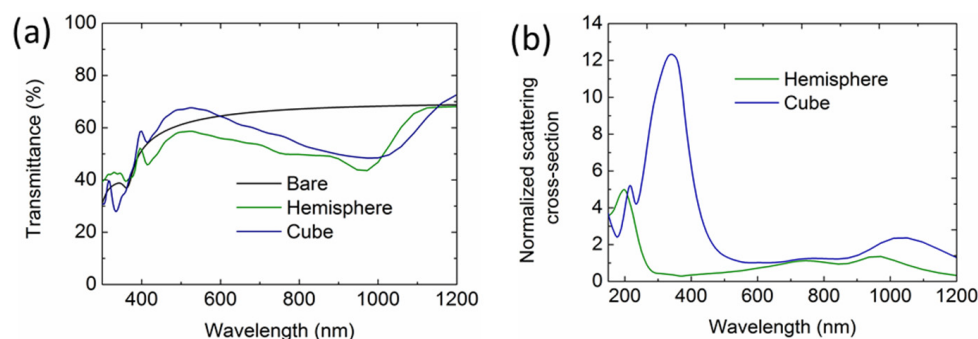 (a)
Transmittance (%)
100
80
60
40
20
0
Bare
Hemisphere
Cube
400
600
800
1000
1200
Wavelength (nm)
(b)
Normalized scattering
cross-section
14
12
10
8
6
4
2
0
Hemisphere
Cube
200
400
600
800
1000
1200
Wavelength (nm)